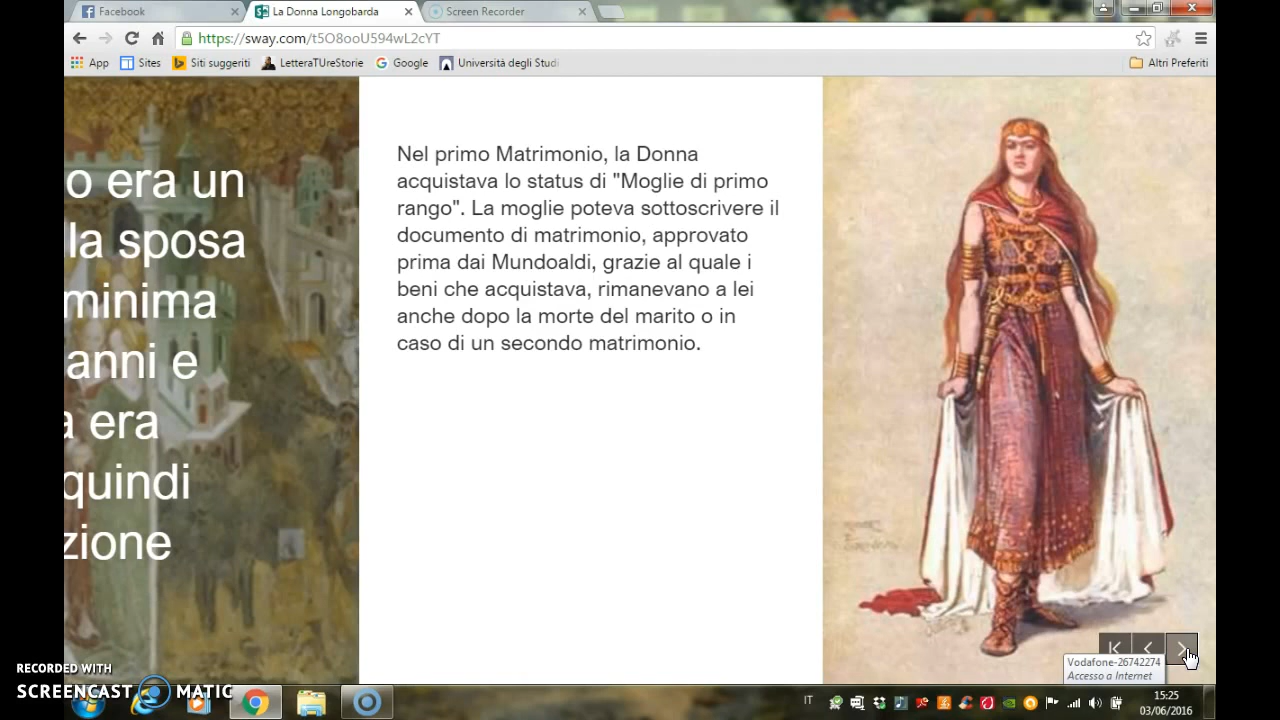 Facebook
La Donna Longobarda
Screen Recorder
https://sway.com/t5O8ooU594wL2cYT
App
Sites
Siti suggeriti
LetteraTUreStorie
Google
Università degli Studi
Altri Preferiti
o era un
la sposa
minima
anni e
a era
quindi
zione
Nel primo Matrimonio, la Donna
acquistava lo status di "Moglie di primo
rango". La moglie poteva sottoscrivere il
documento di matrimonio, approvato
prima dai Mundoaldi, grazie al quale i
beni che acquistava, rimanevano a lei
anche dopo la morte del marito o in
caso di un secondo matrimonio.
Vodafone-26742274
Accesso a Internet
RECORDED WITH
SCREENCAST MATIC
IT
15:25
03/06/2016